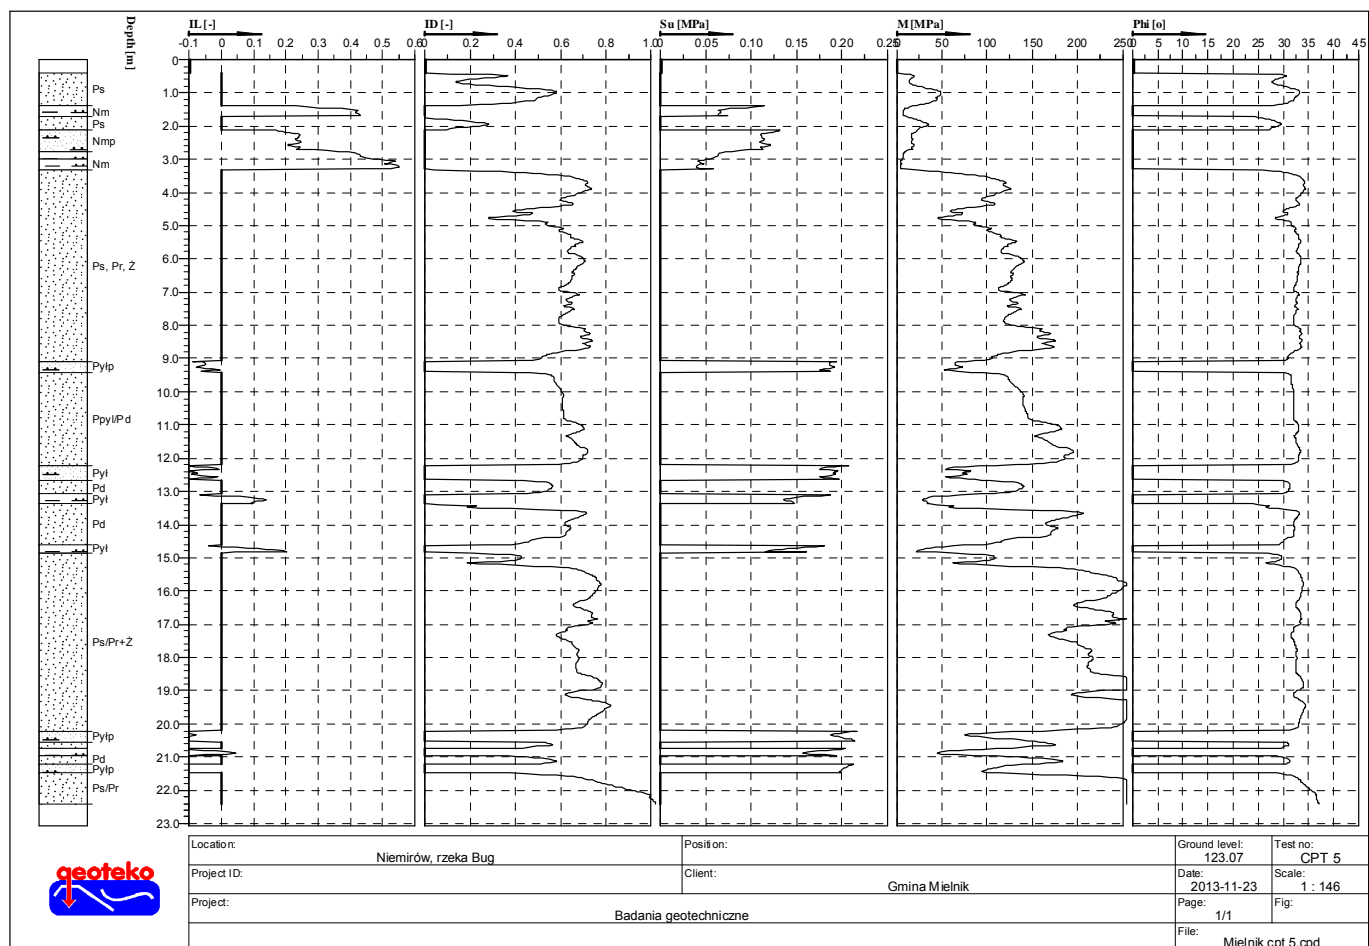 Depth [m]
IL [-]
ID [-]
Su [MPa]
M [MPa]
Phi [o]
-0.1 0 0.1 0.2 0.3 0.4 0.5 0.6
0 0.2 0.4 0.6 0.8 1.0
0 0.05 0.10 0.15 0.20 0.25
0 50 100 150 200 250
0 5 10 15 20 25 30 35 40 45
0
1.0
2.0
3.0
4.0
5.0
6.0
7.0
8.0
9.0
10.0
11.0
12.0
13.0
14.0
15.0
16.0
17.0
18.0
19.0
20.0
21.0
22.0
23.0
Ps
Nm
Ps
Nmp
Nm
Ps, Pr, Ż
Pyłp
Ppyl/Pd
Pył
Pd
Pył
Pd
Pył
Ps/Pr+Ż
Pyłp
Pd
Pyłp
Ps/Pr
geoteko
Location:
Niemirów, rzeka Bug
Position:
Ground level:
123.07
Test no:
CPT 5
Project ID:
Client:
Gmina Mielnik
Date:
2013-11-23
Scale:
1 : 146
Project:
Badania geotechniczne
Page:
1/1
Fig:
File:
Mielnik cpt 5.cpd